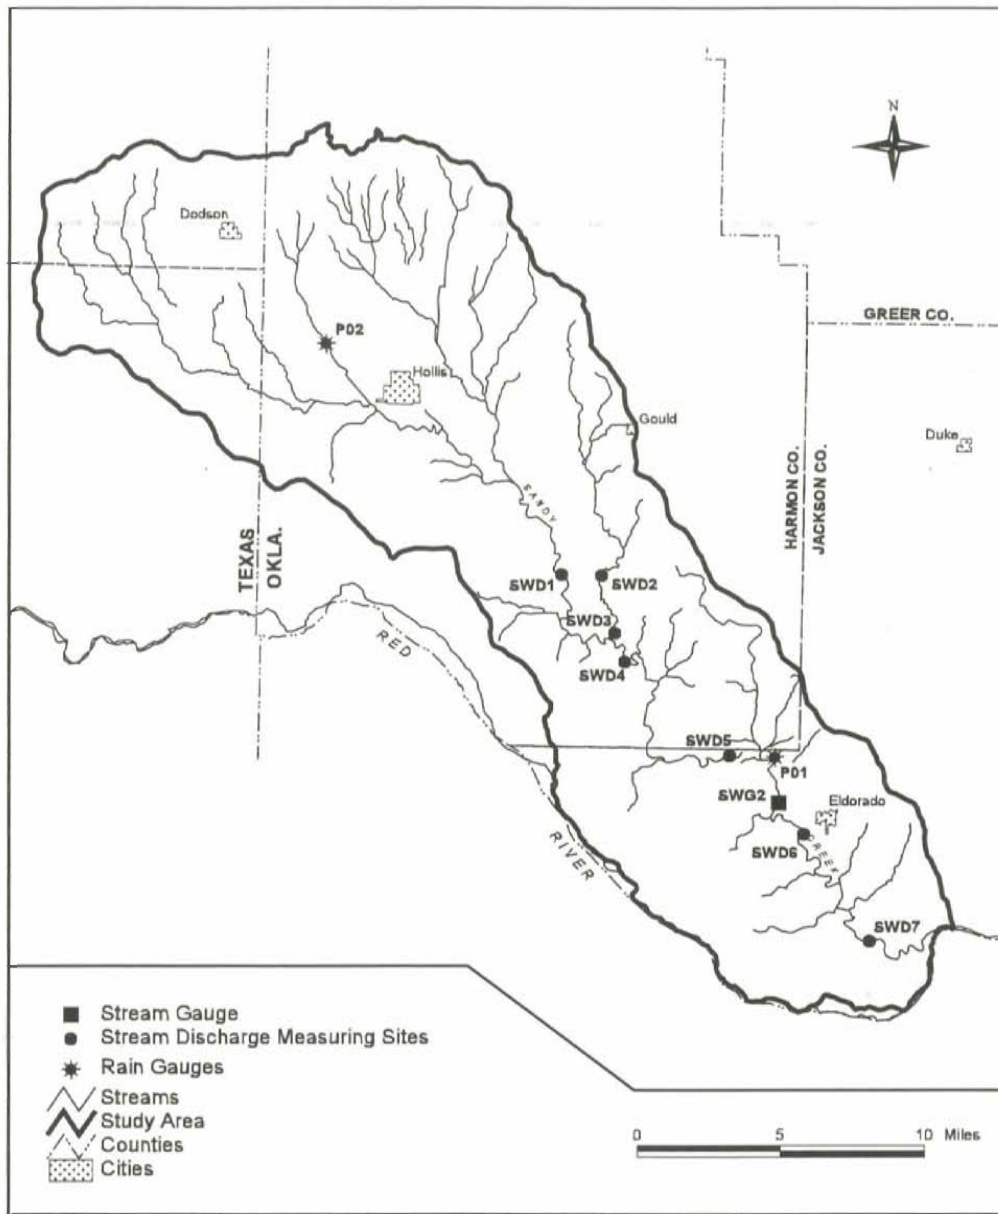 N
Dodson
GREER CO.
P02
Hollis
Gould
Duke
HARMON CO.
JACKSON CO.
SANDY
TEXAS
OKLA.
SWD1
SWD2
SWD3
RED
SWD4
SWD5
P01
SWG2
Eldorado
RIVER
SWD6
CREEK
SWD7
Stream Gauge
Stream Discharge Measuring Sites
Rain Gauges
Streams
Study Area
Counties
Cities
0 5 10 Miles